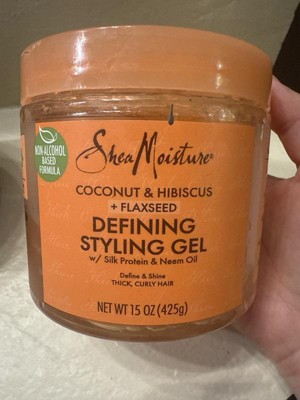 NON-ALCOHOL
BASED
FORMULA
SheaMoisture®
COCONUT & HIBISCUS
+ FLAXSEED
DEFINING
STYLING GEL
w/ Silk Protein & Neem Oil
Define & Shine
THICK, CURLY HAIR
NET WT 15 OZ (425g)